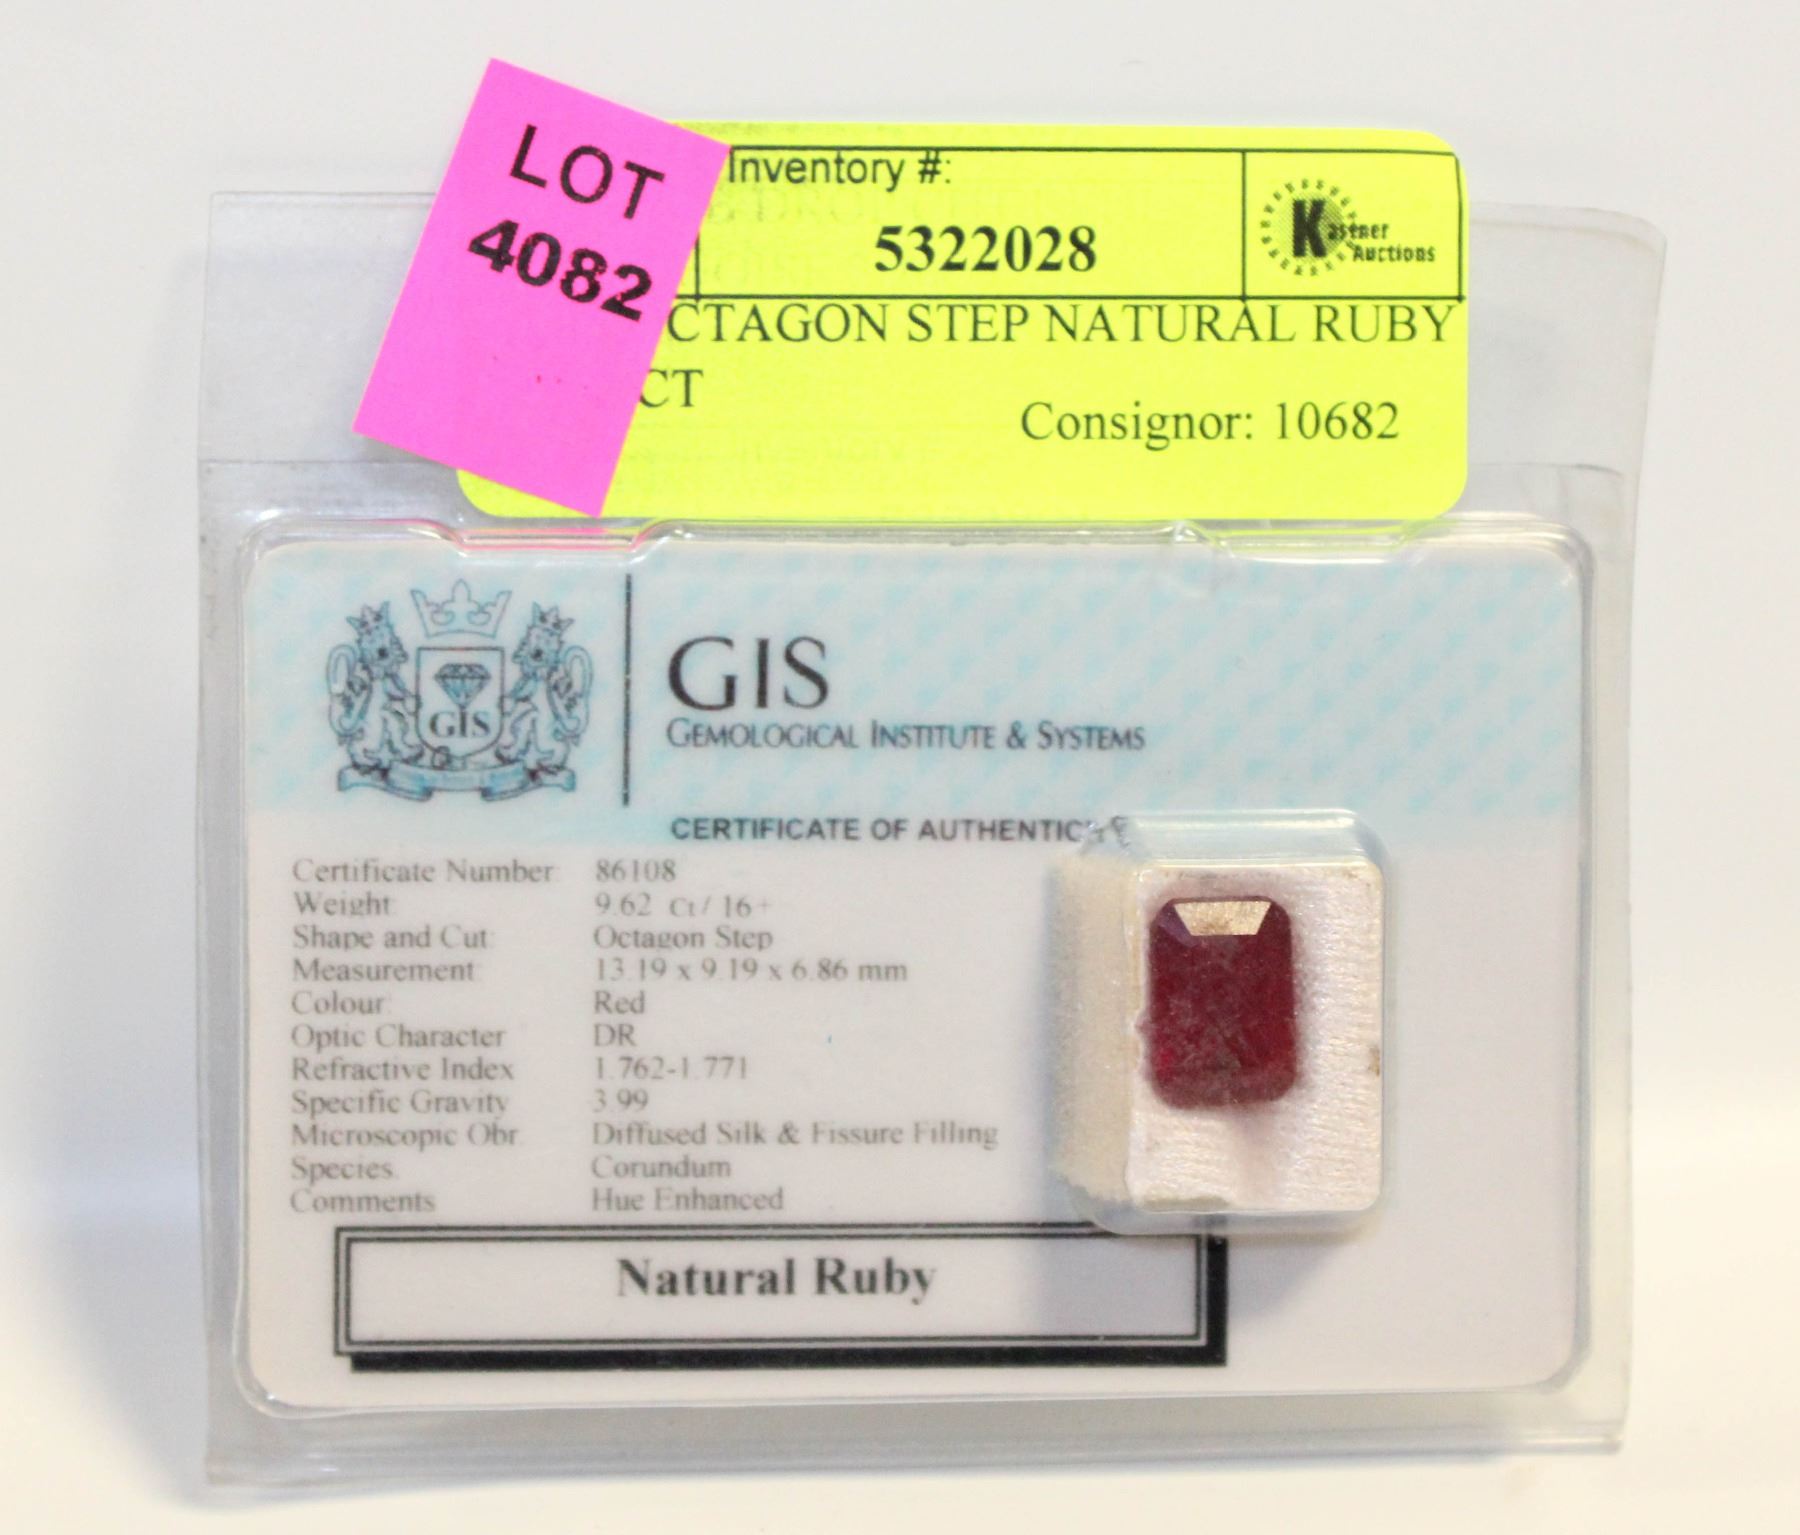 LOT
4082
Inventory #:
5322028
Kastner
Auctions
CTAGON STEP NATURAL RUBY
CT
Consignor: 10682
GIS
GIS
GEMOLOGICAL INSTITUTE & SYSTEMS
CERTIFICATE OF AUTHENTIC
Certificate Number: 86108
Weight: 9.62 Ct / 16+
Shape and Cut: Octagon Step
Measurement: 13.19 x 9.19 x 6.86 mm
Colour: Red
Optic Character DR
Refractive Index 1.762-1.771
Specific Gravity 3.99
Microscopic Obr. Diffused Silk & Fissure Filling
Species. Corundum
Comments Hue Enhanced
Natural Ruby